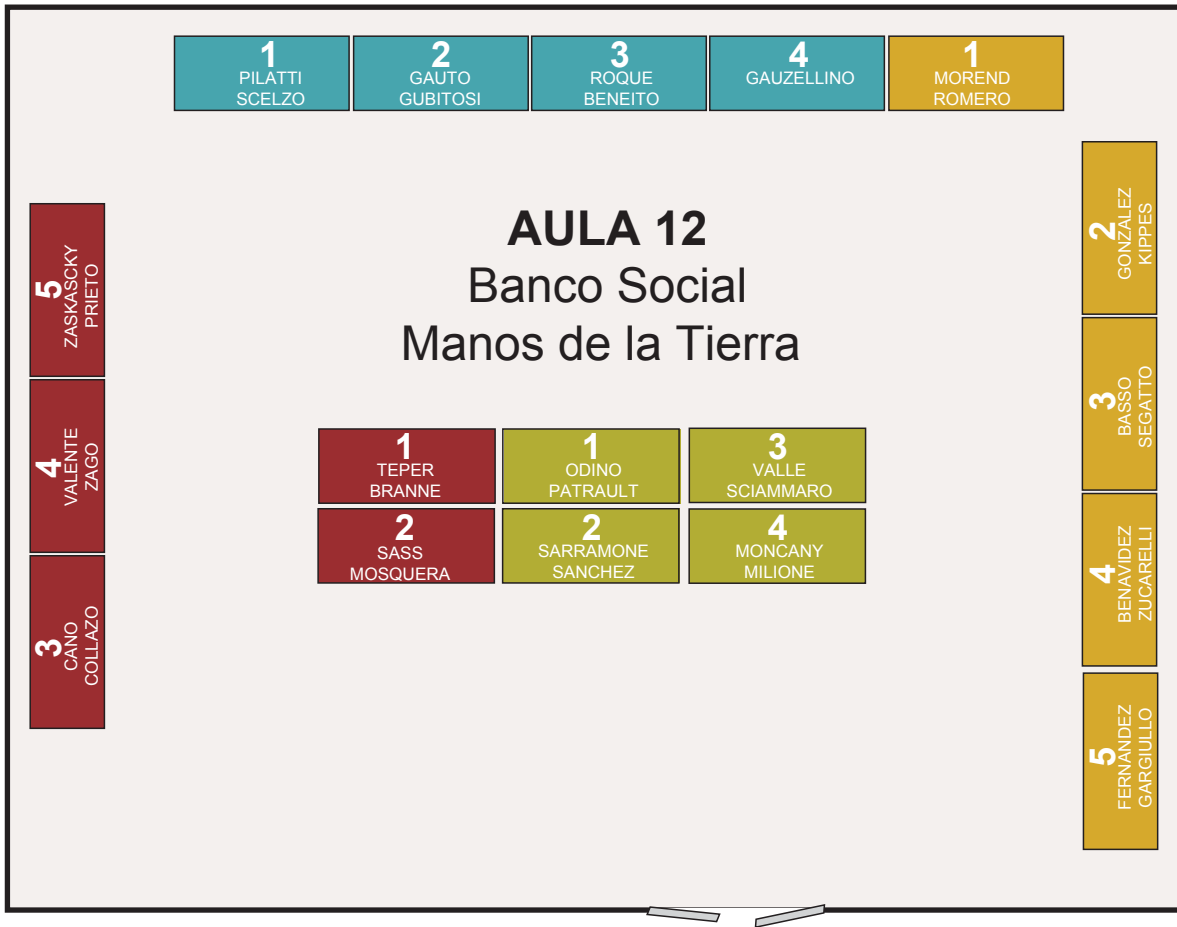 1
PILATTI
SCELZO
2
GAUTO
GUBITOSI
3
ROQUE
BENEITO
4
GAUZELLINO
1
MOREND
ROMERO
2
GONZALEZ
KIPPES
3
BASSO
SEGATTO
4
BENAVIDEZ
ZUCARELLI
5
FERNANDEZ
GARGIULLO
5
ZASKASCKY
PRIETO
4
VALENTE
ZAGO
3
CANO
COLLAZO
AULA 12
Banco Social
Manos de la Tierra
1
TEPER
BRANNE
1
ODINO
PATRAULT
3
VALLE
SCIAMMARO
2
SASS
MOSQUERA
2
SARRAMONE
SANCHEZ
4
MONCANY
MILIONE